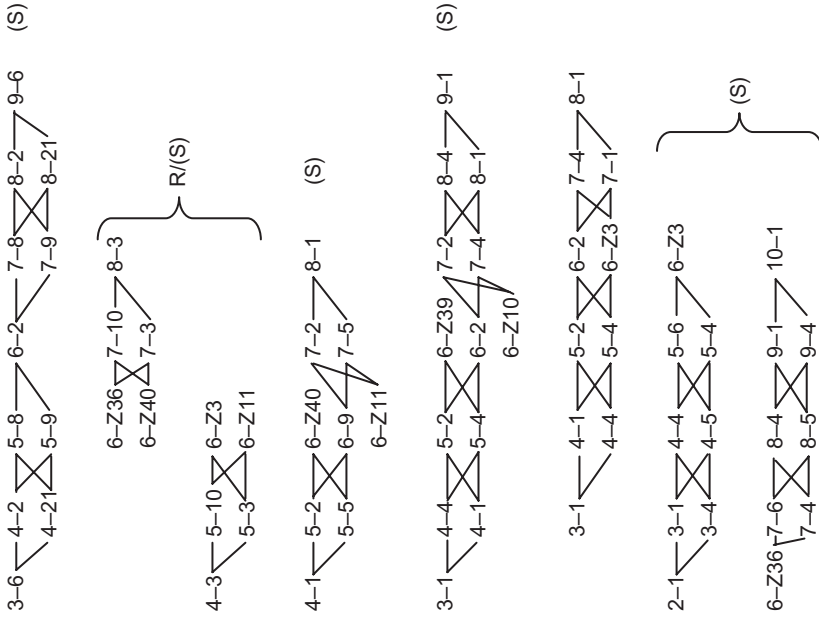 3–6 4–2 5–8 6–2 7–8 8–2 9–6 (S)
4–21 5–9 7–9 8–21
6–Z36 7–10 8–3
6–Z40 7–3
R/(S)
4–3 5–10 6–Z3
5–3 6–Z11
4–1 5–2 6–Z40 7–2 8–1 (S)
5–5 6–9 7–5
6–Z11
3–1 4–4 5–2 6–Z39 7–2 8–4 9–1 (S)
4–1 5–4 6–2 7–4 8–1
6–Z10
3–1 4–1 5–2 6–2 7–4 8–1
4–4 5–4 6–Z3 7–1
2–1 3–1 4–4 5–6 6–Z3
3–4 4–5 5–4
(S)
6–Z36 7–6 8–4 9–1 10–1
7–4 8–5 9–4